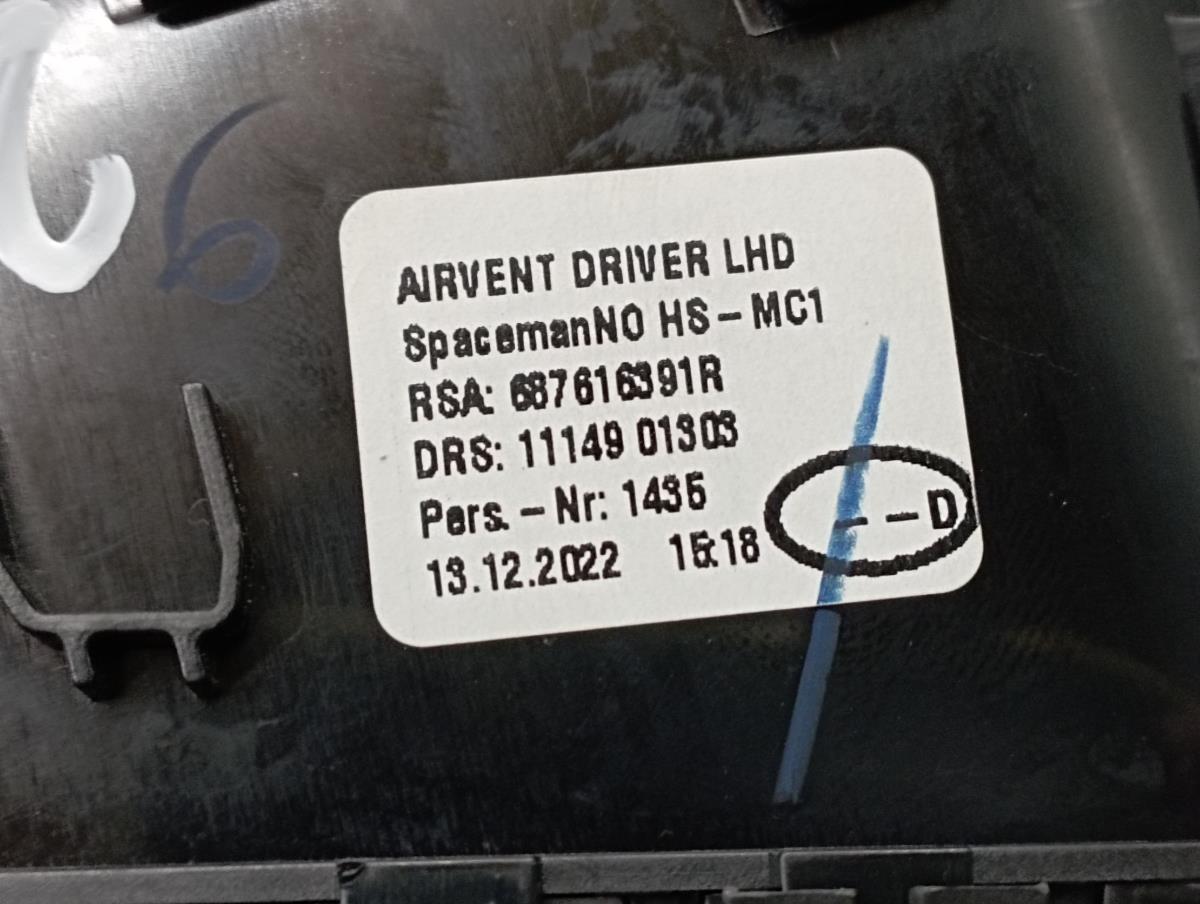 6
AIRVENT DRIVER LHD
SpacemanNO HS-MC1
RSA: 687616391R
DRS: 11149 01303
Pers.-Nr: 1435
13.12.2022 15:18 --D